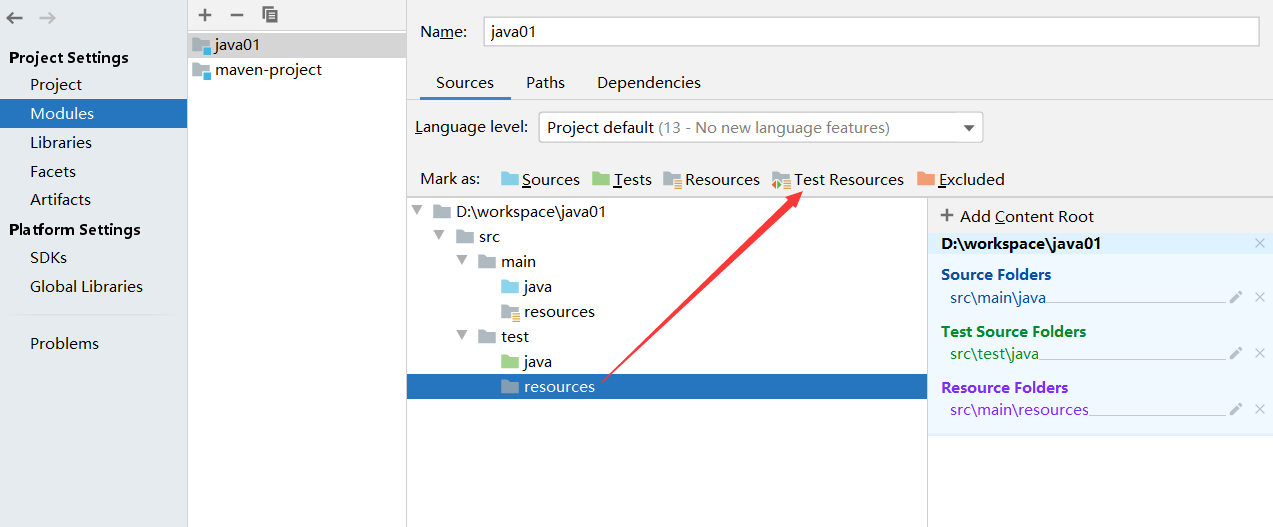 Project Settings
Project
Modules
Libraries
Facets
Artifacts
Platform Settings
SDKs
Global Libraries
Problems
java01
maven-project
Name: java01
Sources Paths Dependencies
Language level: Project default (13 - No new language features)
Mark as: Sources Tests Resources Test Resources Excluded
D:\workspace\java01
src
main
java
resources
test
java
resources
Add Content Root
D:\workspace\java01
Source Folders
src\main\java
Test Source Folders
src\test\java
Resource Folders
src\main\resources